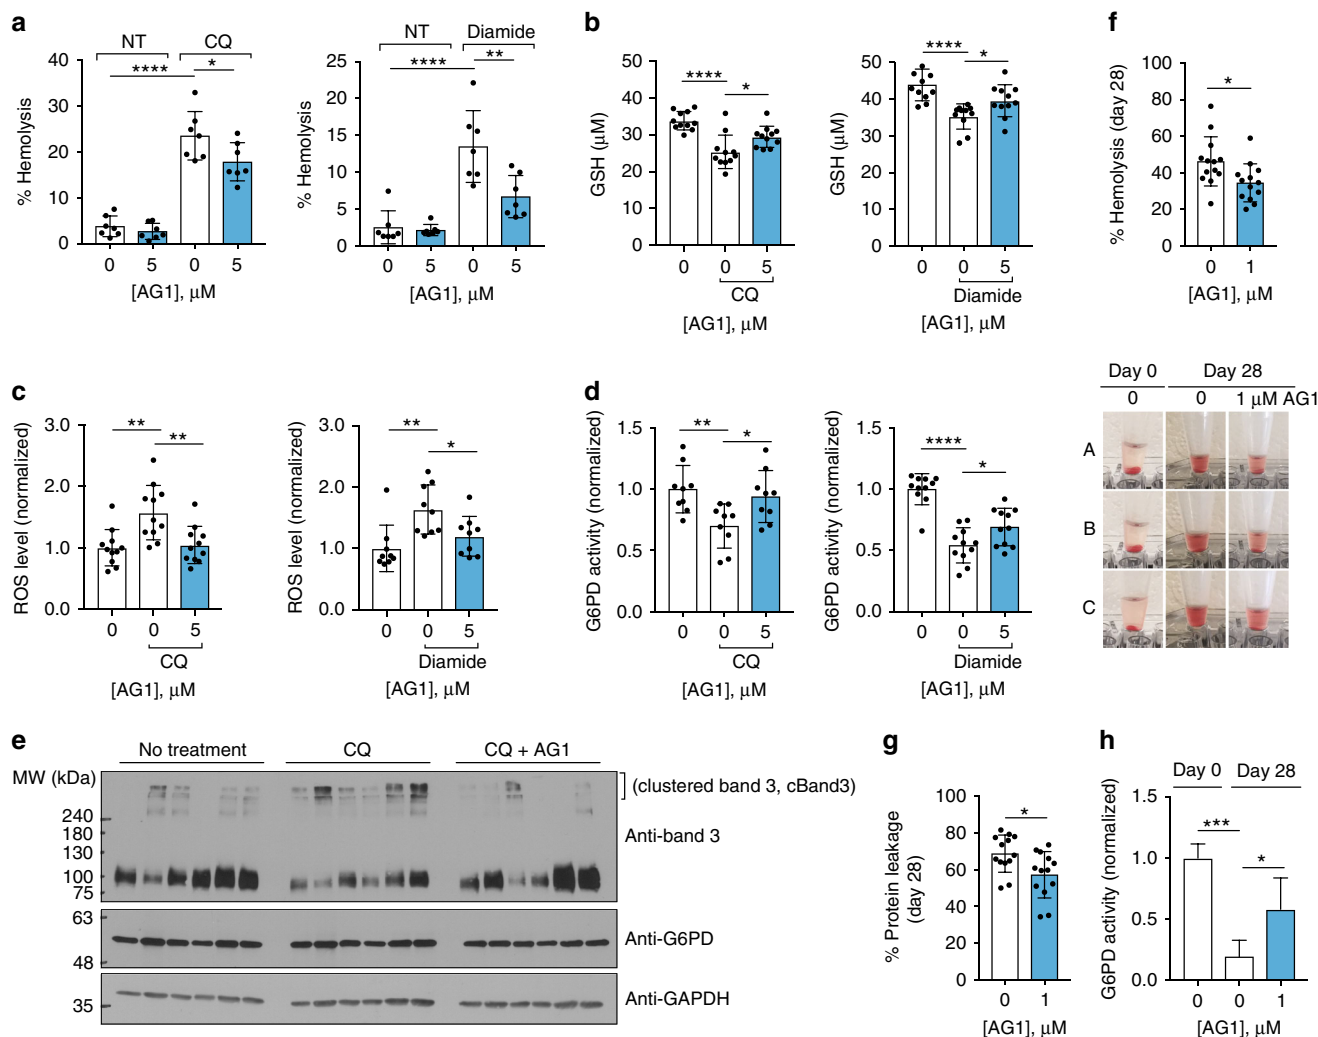 a
NT
CQ
% Hemolysis
40
30
20
10
0
****
*
0 5 0 5
[AG1], μM
NT
Diamide
% Hemolysis
25
20
15
10
5
0
****
**
0 5 0 5
[AG1], μM
b
GSH (μM)
50
40
30
20
10
0
****
*
0 0 5
CQ
[AG1], μM
GSH (μM)
50
40
30
20
10
0
****
*
0 0 5
Diamide
[AG1], μM
f
% Hemolysis (day 28)
100
80
60
40
20
0
*
0 1
[AG1], μM
Day 0
Day 28
0 0 1 μM AG1
A
B
C
c
ROS level (normalized)
3.0
2.0
1.0
0.0
**
**
0 0 5
CQ
[AG1], μM
ROS level (normalized)
3.0
2.0
1.0
0.0
**
*
0 0 5
Diamide
[AG1], μM
d
G6PD activity (normalized)
1.5
1.0
0.5
0.0
**
*
0 0 5
CQ
[AG1], μM
G6PD activity (normalized)
1.5
1.0
0.5
0.0
****
*
0 0 5
Diamide
[AG1], μM
e
No treatment
CQ
CQ + AG1
MW (kDa)
240
180
130
100
75
63
48
35
(clustered band 3, cBand3)
Anti-band 3
Anti-G6PD
Anti-GAPDH
g
% Protein leakage
(day 28)
100
80
60
40
20
0
*
0 1
[AG1], μM
h
Day 0
Day 28
G6PD activity (normalized)
1.5
1.0
0.5
0.0
***
*
0 0 1
[AG1], μM